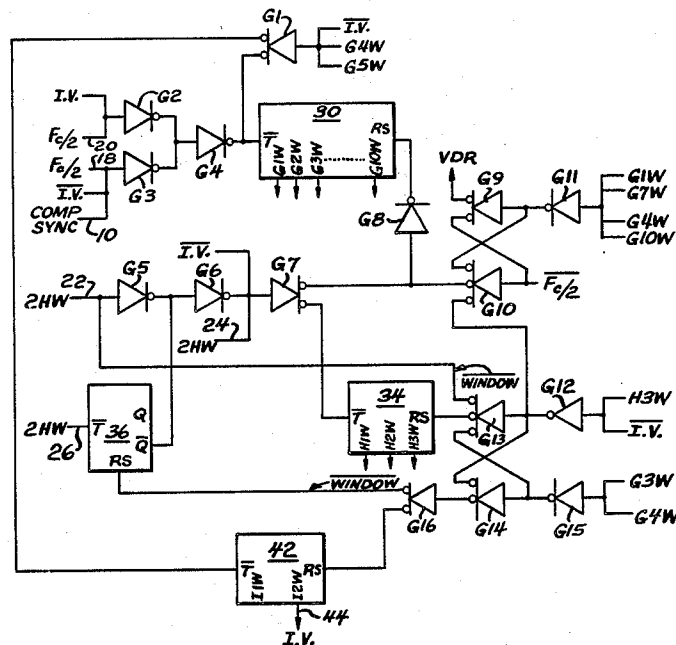 G1
I.V.
G4W
G5W
I.V.
G2
Fc/2
20
Fc/2
18
G3
I.V.
COMP
SYNC
10
G4
30
T
RS
G1W
G2W
G3W
G10W
G8
VDR
G9
G11
G1W
G7W
G4W
G10W
G10
Fc/2
22
2HW
G5
G6
I.V.
24
2HW
G7
WINDOW
34
T
RS
H1W
H2W
H3W
G13
G12
H3W
I.V.
2HW
26
T
36
Q
Q
RS
WINDOW
G16
G14
G15
G3W
G4W
42
T
RS
I1W
I2W
44
I.V.